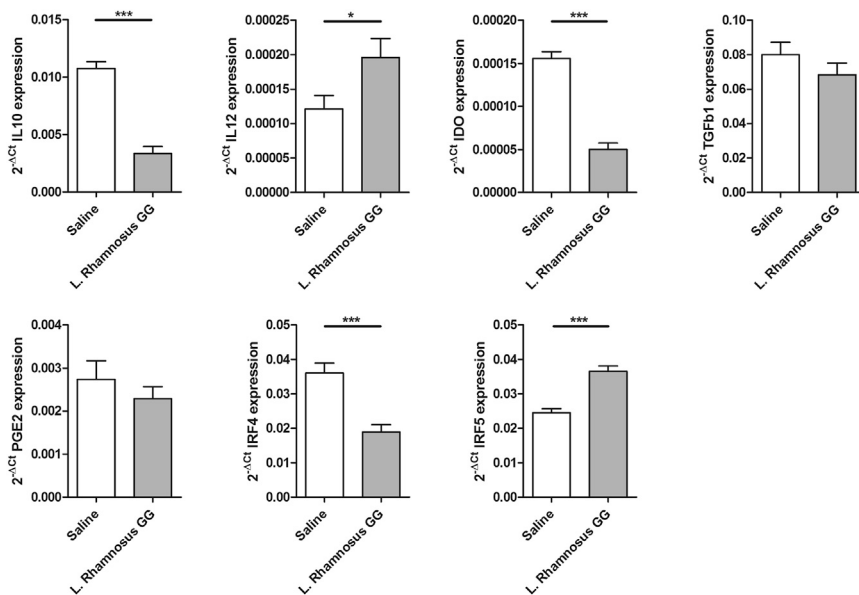 2^-ΔCt IL10 expression
0.015
0.010
0.005
0.000
***
Saline
L. Rhamnosus GG
2^-ΔCt IL12 expression
0.00025
0.00020
0.00015
0.00010
0.00005
0.00000
*
Saline
L. Rhamnosus GG
2^-ΔCt IDO expression
0.00020
0.00015
0.00010
0.00005
0.00000
***
Saline
L. Rhamnosus GG
2^-ΔCt TGFb1 expression
0.10
0.08
0.06
0.04
0.02
0.00
Saline
L. Rhamnosus GG
2^-ΔCt PGE2 expression
0.004
0.003
0.002
0.001
0.000
Saline
L. Rhamnosus GG
2^-ΔCt IRF4 expression
0.05
0.04
0.03
0.02
0.01
0.00
***
Saline
L. Rhamnosus GG
2^-ΔCt IRF5 expression
0.05
0.04
0.03
0.02
0.01
0.00
***
Saline
L. Rhamnosus GG